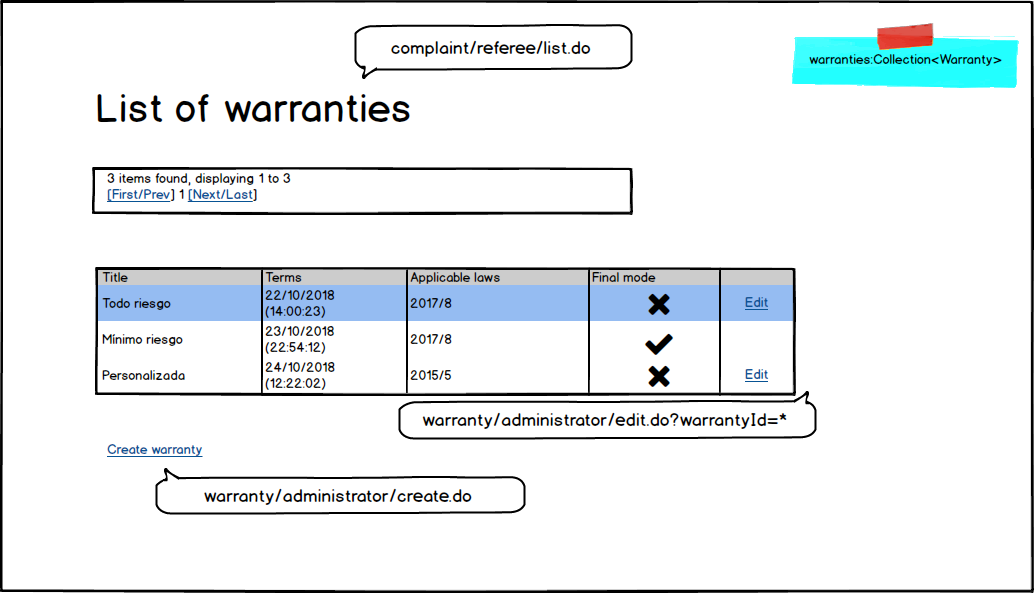 complaint/referee/list.do
warranties:Collection<Warranty>
List of warranties
3 items found, displaying 1 to 3
[First/Prev] 1 [Next/Last]
Title Terms Applicable laws Final mode
Todo riesgo 22/10/2018 (14:00:23) 2017/8 Edit
Mínimo riesgo 23/10/2018 (22:54:12) 2017/8
Personalizada 24/10/2018 (12:22:02) 2015/5 Edit
warranty/administrator/edit.do?warrantyId=*
Create warranty
warranty/administrator/create.do